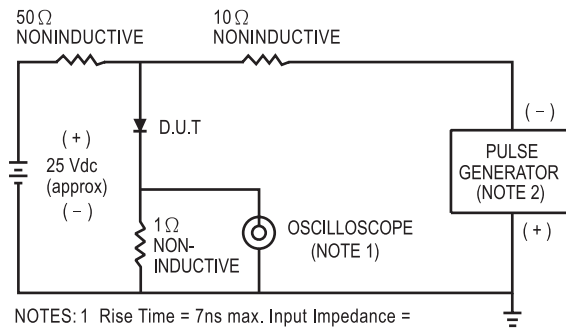 50 Ω
NONINDUCTIVE
10 Ω
NONINDUCTIVE
D.U.T
( + )
25 Vdc
(approx)
( − )
1 Ω
NON-
INDUCTIVE
OSCILLOSCOPE
(NOTE 1)
( − )
PULSE
GENERATOR
(NOTE 2)
( + )
NOTES: 1 Rise Time = 7ns max. Input Impedance =